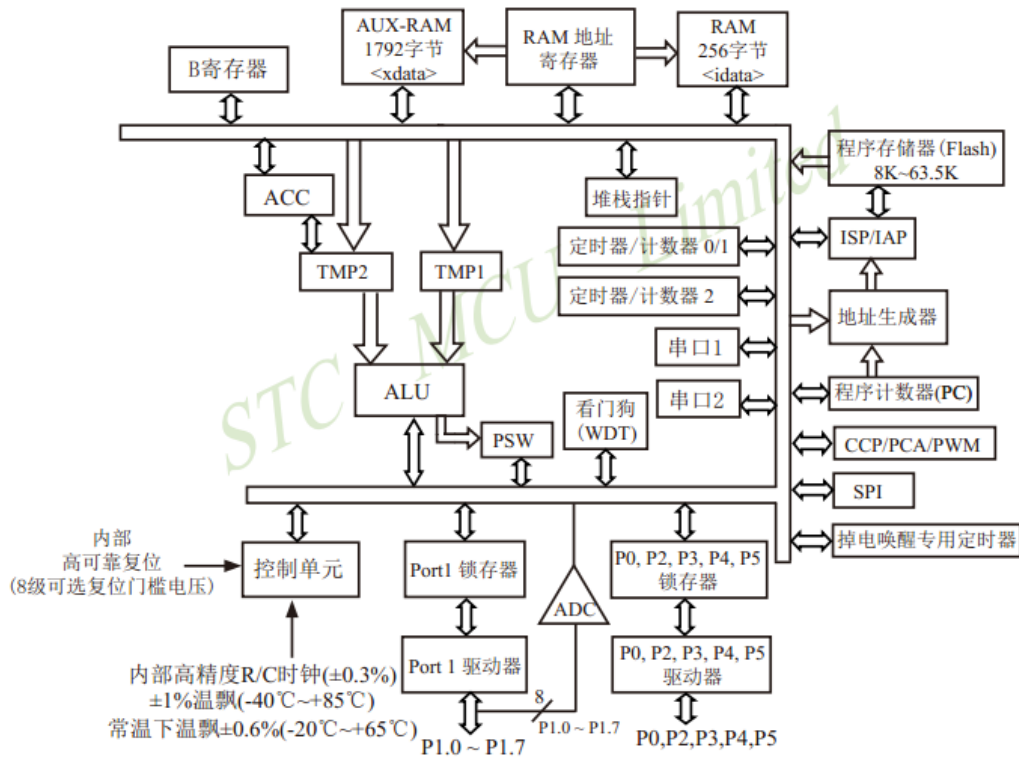 AUX-RAM
1792字节
<xdata>
RAM 地址
寄存器
RAM
256字节
<idata>
B寄存器
程序存储器(Flash)
8K~63.5K
ACC
堆栈指针
ISP/IAP
定时器/计数器 0/1
TMP2
TMP1
定时器/计数器 2
地址生成器
串口1
ALU
串口2
程序计数器(PC)
看门狗
(WDT)
PSW
CCP/PCA/PWM
SPI
掉电唤醒专用定时器
内部
高可靠复位
(8级可选复位门槛电压)
控制单元
Port1 锁存器
ADC
P0, P2, P3, P4, P5
锁存器
Port 1 驱动器
P0, P2, P3, P4, P5
驱动器
内部高精度R/C时钟(±0.3%)
±1%温飘(-40℃~+85℃)
常温下温飘±0.6%(-20℃~+65℃)
8
P1.0 ~ P1.7
P1.0 ~ P1.7
P0,P2,P3,P4,P5
STC MCU Limited